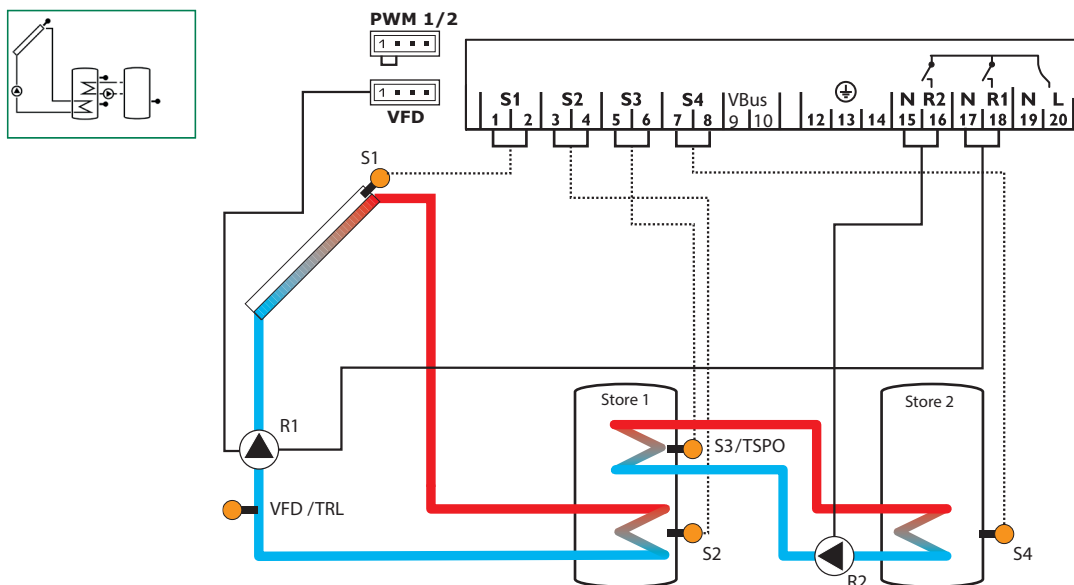 PWM 1/2
1
1
VFD
S1 S2 S3 S4 VBus N R2 N R1 N L
1 2 3 4 5 6 7 8 9 10 12 13 14 15 16 17 18 19 20
S1
R1
VFD /TRL
Store 1
S3/TSPO
S2
Store 2
S4
R2